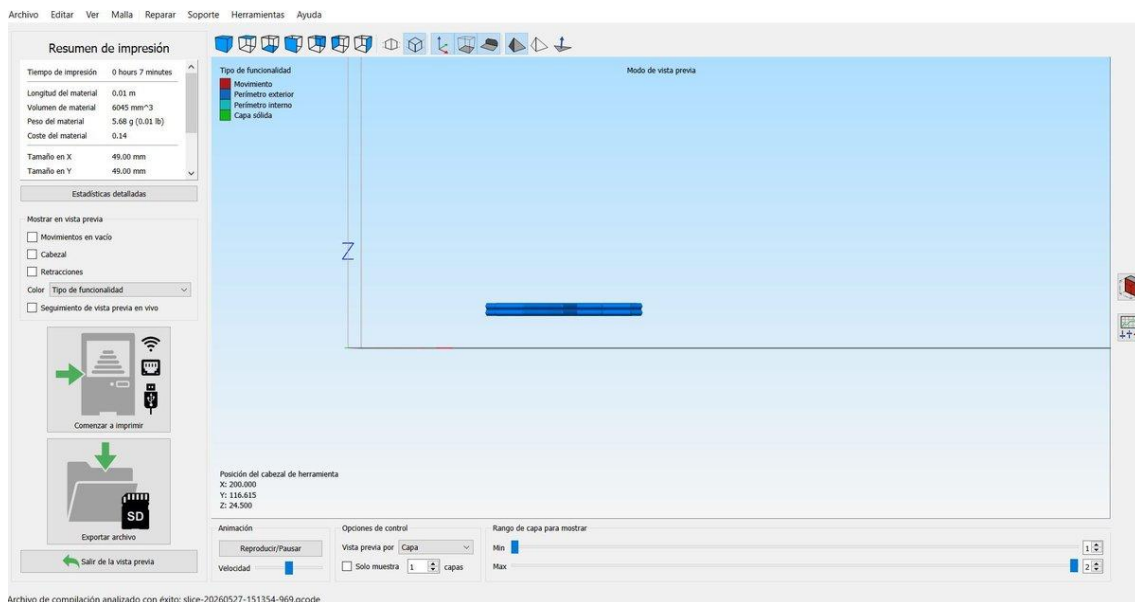 Archivo Editar Ver Malla Reparar Soporte Herramientas Ayuda
Resumen de impresión
Tiempo de impresión 0 hours 7 minutes
Longitud del material 0.01 m
Volumen de material 6045 mm^3
Peso del material 5.68 g (0.01 lb)
Coste del material 0.14
Tamaño en X 49.00 mm
Tamaño en Y 49.00 mm
Estadísticas detalladas
Mostrar en vista previa
Movimientos en vacío
Cabezal
Retracciones
Color Tipo de funcionalidad
Seguimiento de vista previa en vivo
Comenzar a imprimir
SD
Exportar archivo
Salir de la vista previa
Tipo de funcionalidad
Movimiento
Perímetro exterior
Perímetro interno
Capa sólida
Modo de vista previa
Z
Posición del cabezal de herramienta
X: 200.000
Y: 116.615
Z: 24.500
Animación
Reproducir/Pausar
Velocidad
Opciones de control
Vista previa por Capa
Solo muestra 1 capas
Rango de capa para mostrar
Min 1
Max 2
Archivo de compilación analizado con éxito: slice-20260527-151354-969.gcode